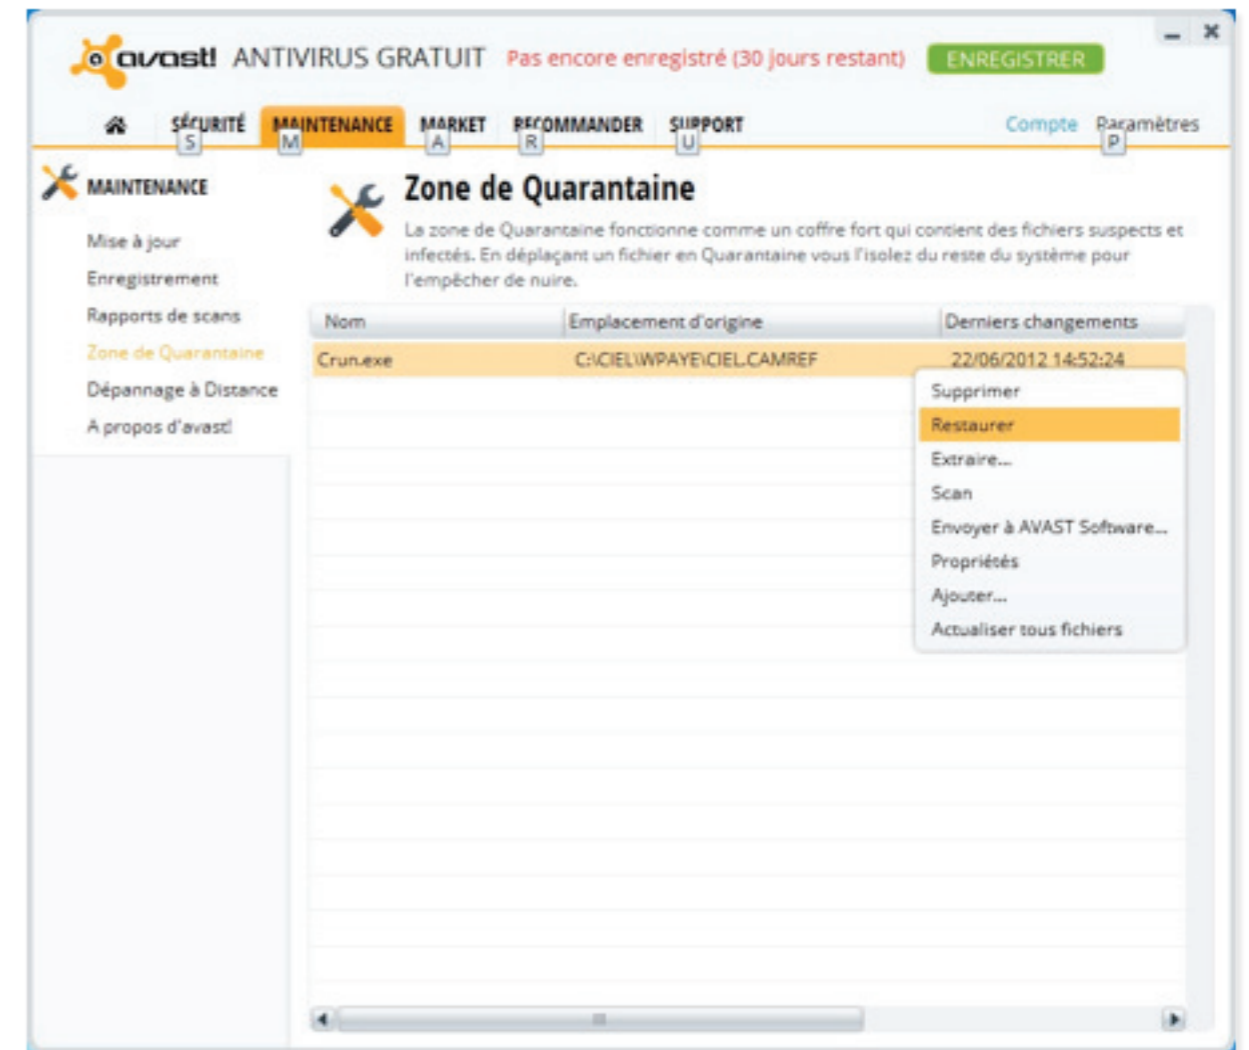 avast! ANTIVIRUS GRATUIT Pas encore enregistré (30 jours restant) ENREGISTRER
SÉCURITÉ MAINTENANCE MARKET RECOMMANDER SUPPORT Compte Paramètres
S M A R U P
MAINTENANCE
Mise à jour
Enregistrement
Rapports de scans
Zone de Quarantaine
Dépannage à Distance
A propos d'avast!
Zone de Quarantaine
La zone de Quarantaine fonctionne comme un coffre fort qui contient des fichiers suspects et
infectés. En déplaçant un fichier en Quarantaine vous l'isolez du reste du système pour
l'empêcher de nuire.
Nom Emplacement d'origine Derniers changements
Crun.exe C:\CIEL\WPAYE\CIEL.CAMREF 22/06/2012 14:52:24
Supprimer
Restaurer
Extraire...
Scan
Envoyer à AVAST Software...
Propriétés
Ajouter...
Actualiser tous fichiers